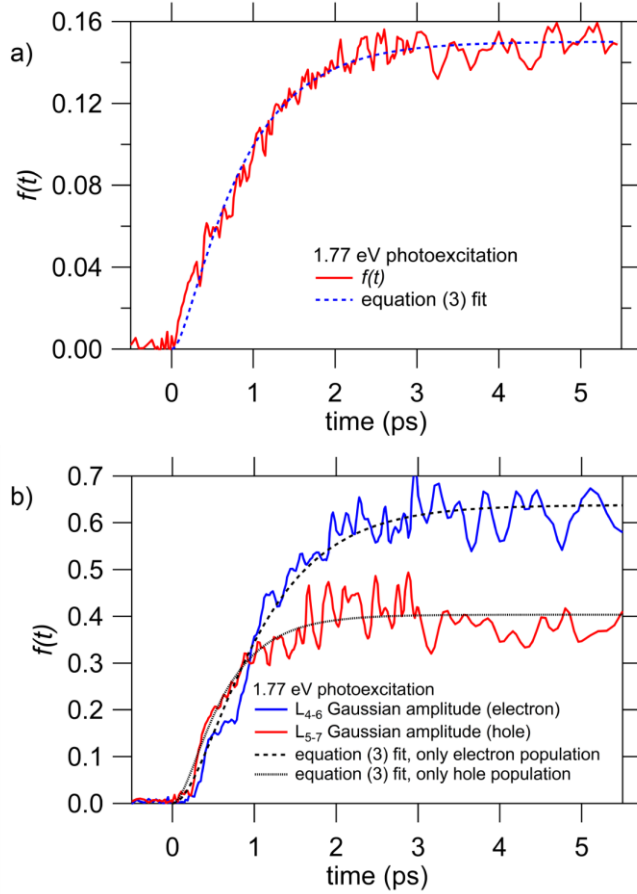 a)
0.16
0.12
0.08
0.04
0.00
f(t)
1.77 eV photoexcitation
f(t)
equation (3) fit
0 1 2 3 4 5
time (ps)
b)
0.7
0.6
0.5
0.4
0.3
0.2
0.1
0.0
f(t)
1.77 eV photoexcitation
L4-6 Gaussian amplitude (electron)
L5-7 Gaussian amplitude (hole)
equation (3) fit, only electron population
equation (3) fit, only hole population
0 1 2 3 4 5
time (ps)